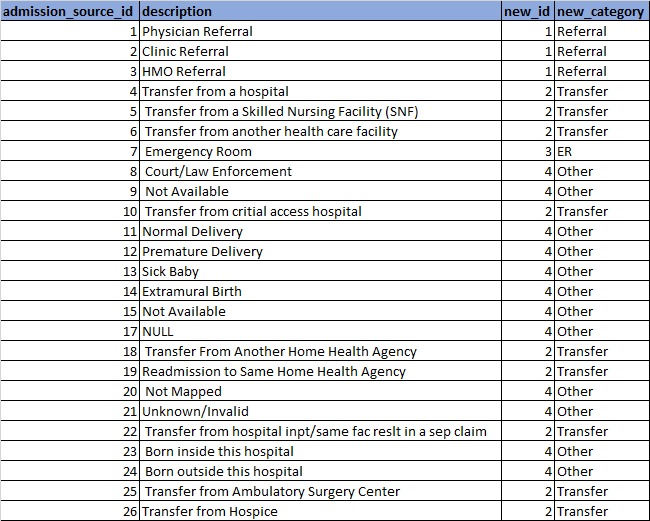 admission_source_id description new_id new_category
1 Physician Referral 1 Referral
2 Clinic Referral 1 Referral
3 HMO Referral 1 Referral
4 Transfer from a hospital 2 Transfer
5 Transfer from a Skilled Nursing Facility (SNF) 2 Transfer
6 Transfer from another health care facility 2 Transfer
7 Emergency Room 3 ER
8 Court/Law Enforcement 4 Other
9 Not Available 4 Other
10 Transfer from critial access hospital 2 Transfer
11 Normal Delivery 4 Other
12 Premature Delivery 4 Other
13 Sick Baby 4 Other
14 Extramural Birth 4 Other
15 Not Available 4 Other
17 NULL 4 Other
18 Transfer From Another Home Health Agency 2 Transfer
19 Readmission to Same Home Health Agency 2 Transfer
20 Not Mapped 4 Other
21 Unknown/Invalid 4 Other
22 Transfer from hospital inpt/same fac reslt in a sep claim 2 Transfer
23 Born inside this hospital 4 Other
24 Born outside this hospital 4 Other
25 Transfer from Ambulatory Surgery Center 2 Transfer
26 Transfer from Hospice 2 Transfer